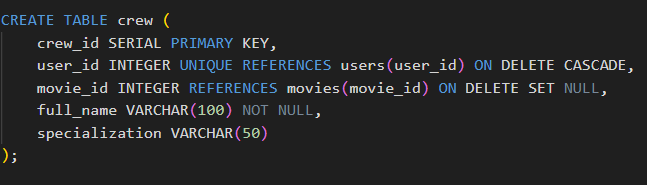 CREATE TABLE crew (
    crew_id SERIAL PRIMARY KEY,
    user_id INTEGER UNIQUE REFERENCES users(user_id) ON DELETE CASCADE,
    movie_id INTEGER REFERENCES movies(movie_id) ON DELETE SET NULL,
    full_name VARCHAR(100) NOT NULL,
    specialization VARCHAR(50)
);